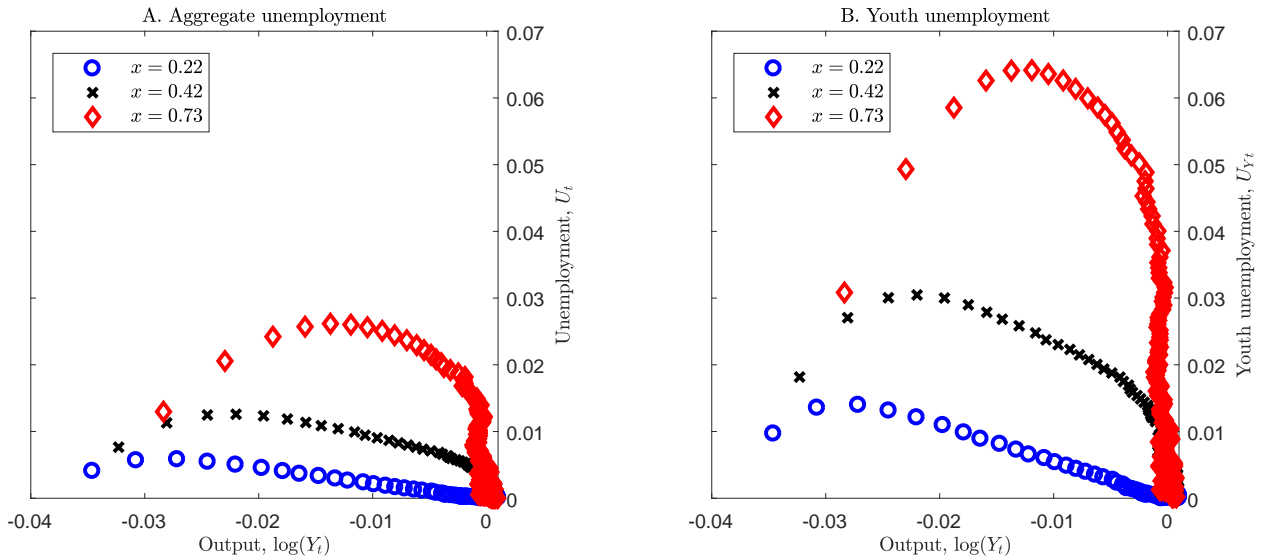 A. Aggregate unemployment
x = 0.22
x = 0.42
x = 0.73
0.07
0.06
0.05
0.04
0.03
0.02
0.01
0
Unemployment, U_t
-0.04 -0.03 -0.02 -0.01 0
Output, log(Y_t)
B. Youth unemployment
x = 0.22
x = 0.42
x = 0.73
0.07
0.06
0.05
0.04
0.03
0.02
0.01
0
Youth unemployment, U_{Yt}
-0.04 -0.03 -0.02 -0.01 0
Output, log(Y_t)